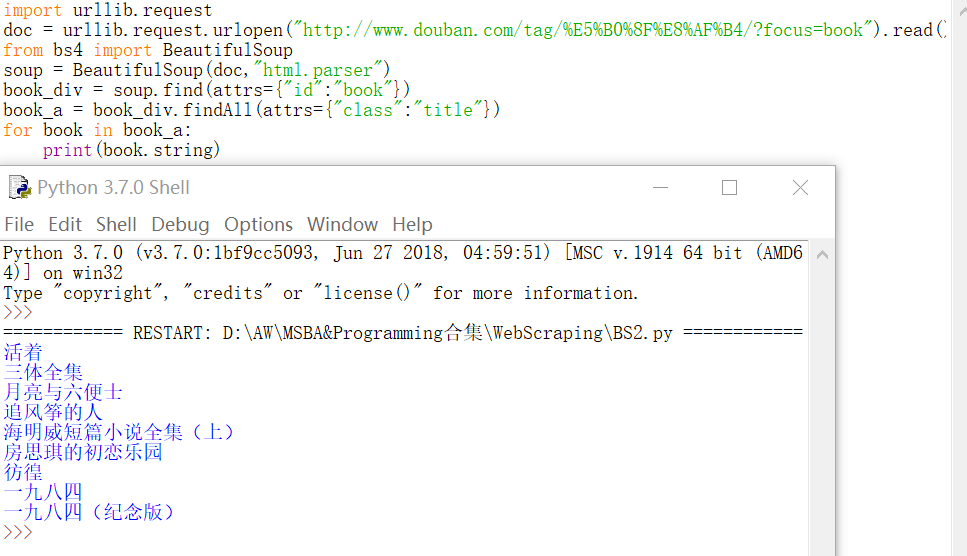 import urllib.request
doc = urllib.request.urlopen("http://www.douban.com/tag/%E5%B0%8F%E8%AF%B4/?focus=book").read()
from bs4 import BeautifulSoup
soup = BeautifulSoup(doc,"html.parser")
book_div = soup.find(attrs={"id":"book"})
book_a = book_div.findAll(attrs={"class":"title"})
for book in book_a:
    print(book.string)
Python 3.7.0 Shell
File Edit Shell Debug Options Window Help
Python 3.7.0 (v3.7.0:1bf9cc5093, Jun 27 2018, 04:59:51) [MSC v.1914 64 bit (AMD6
4)] on win32
Type "copyright", "credits" or "license()" for more information.
>>>
============ RESTART: D:\AW\MSBA&Programming合集\WebScraping\BS2.py ============
活着
三体全集
月亮与六便士
追风筝的人
海明威短篇小说全集（上）
房思琪的初恋乐园
彷徨
一九八四
一九八四（纪念版）
>>>